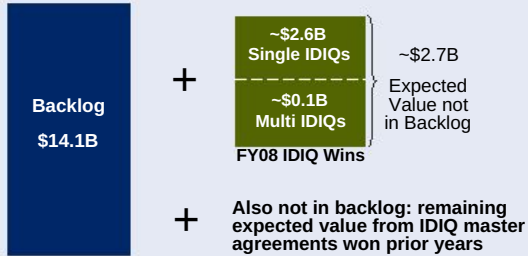 Backlog
$14.1B
+
~$2.6B
Single IDIQs
~$0.1B
Multi IDIQs
FY08 IDIQ Wins
~$2.7B
Expected
Value not
in Backlog
+
Also not in backlog: remaining
expected value from IDIQ master
agreements won prior years